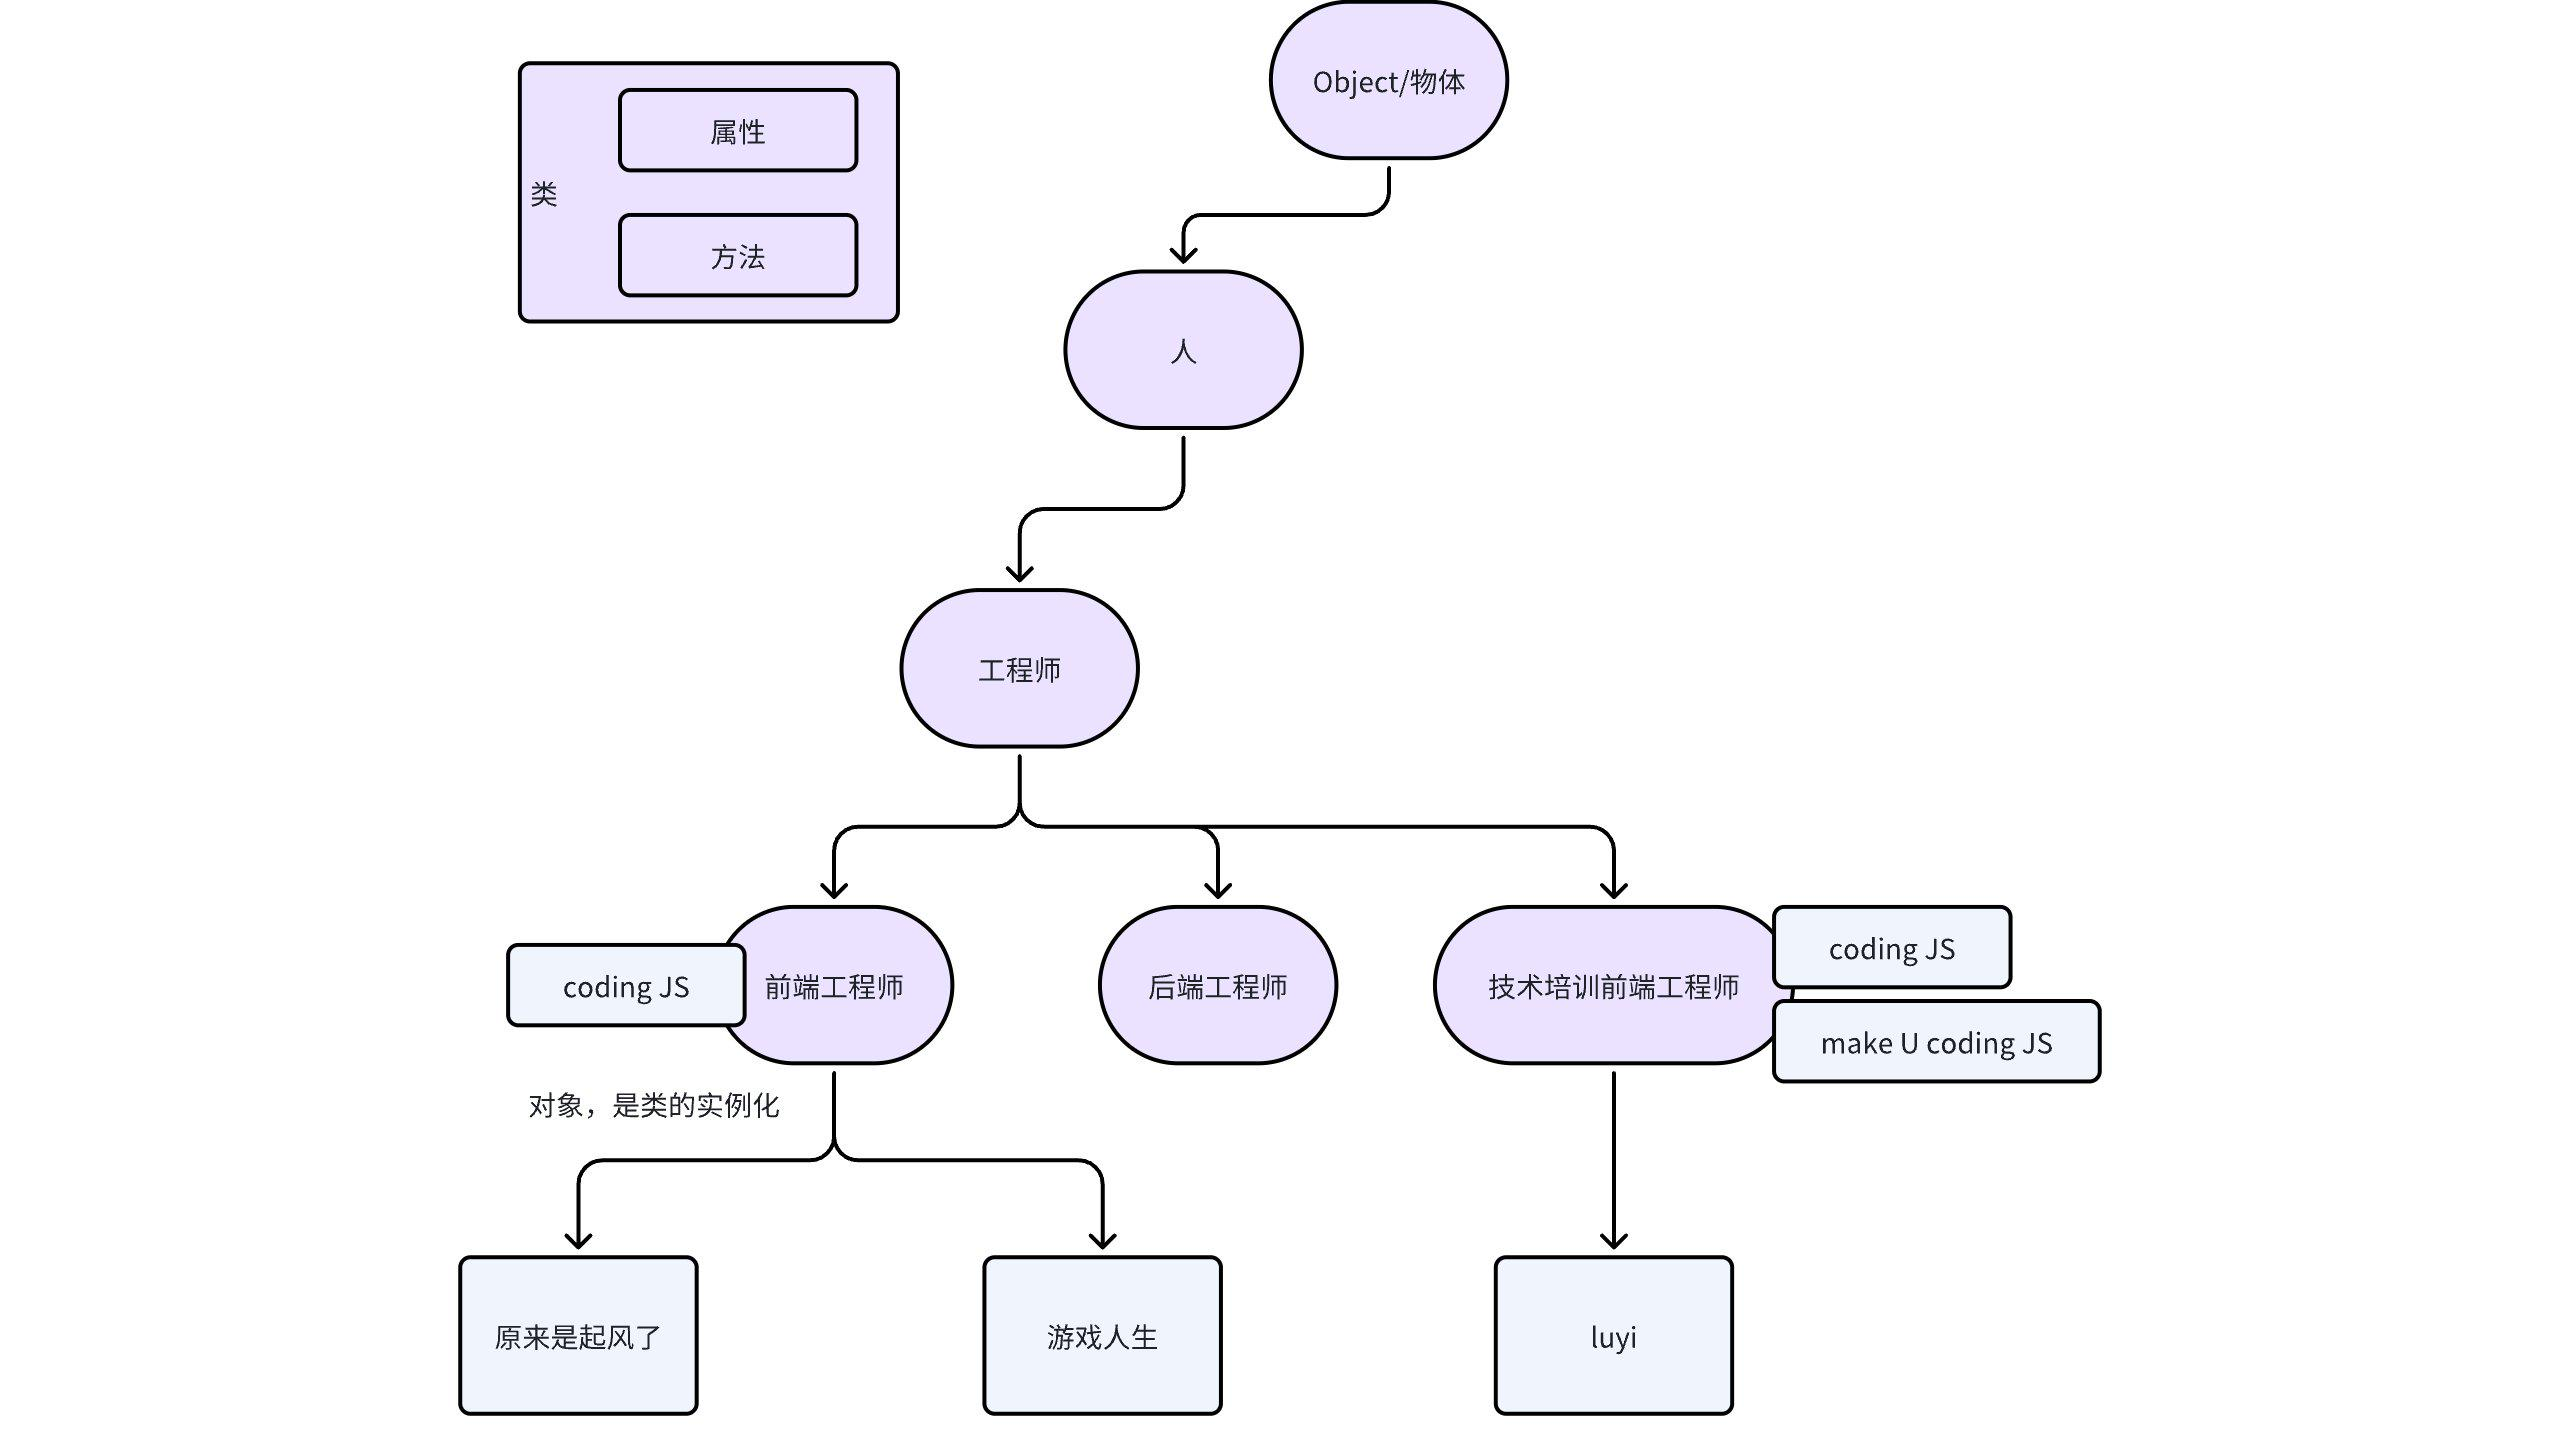 Object/物体
属性
类
方法
人
工程师
coding JS
前端工程师
后端工程师
技术培训前端工程师
coding JS
make U coding JS
对象，是类的实例化
原来是起风了
游戏人生
luyi